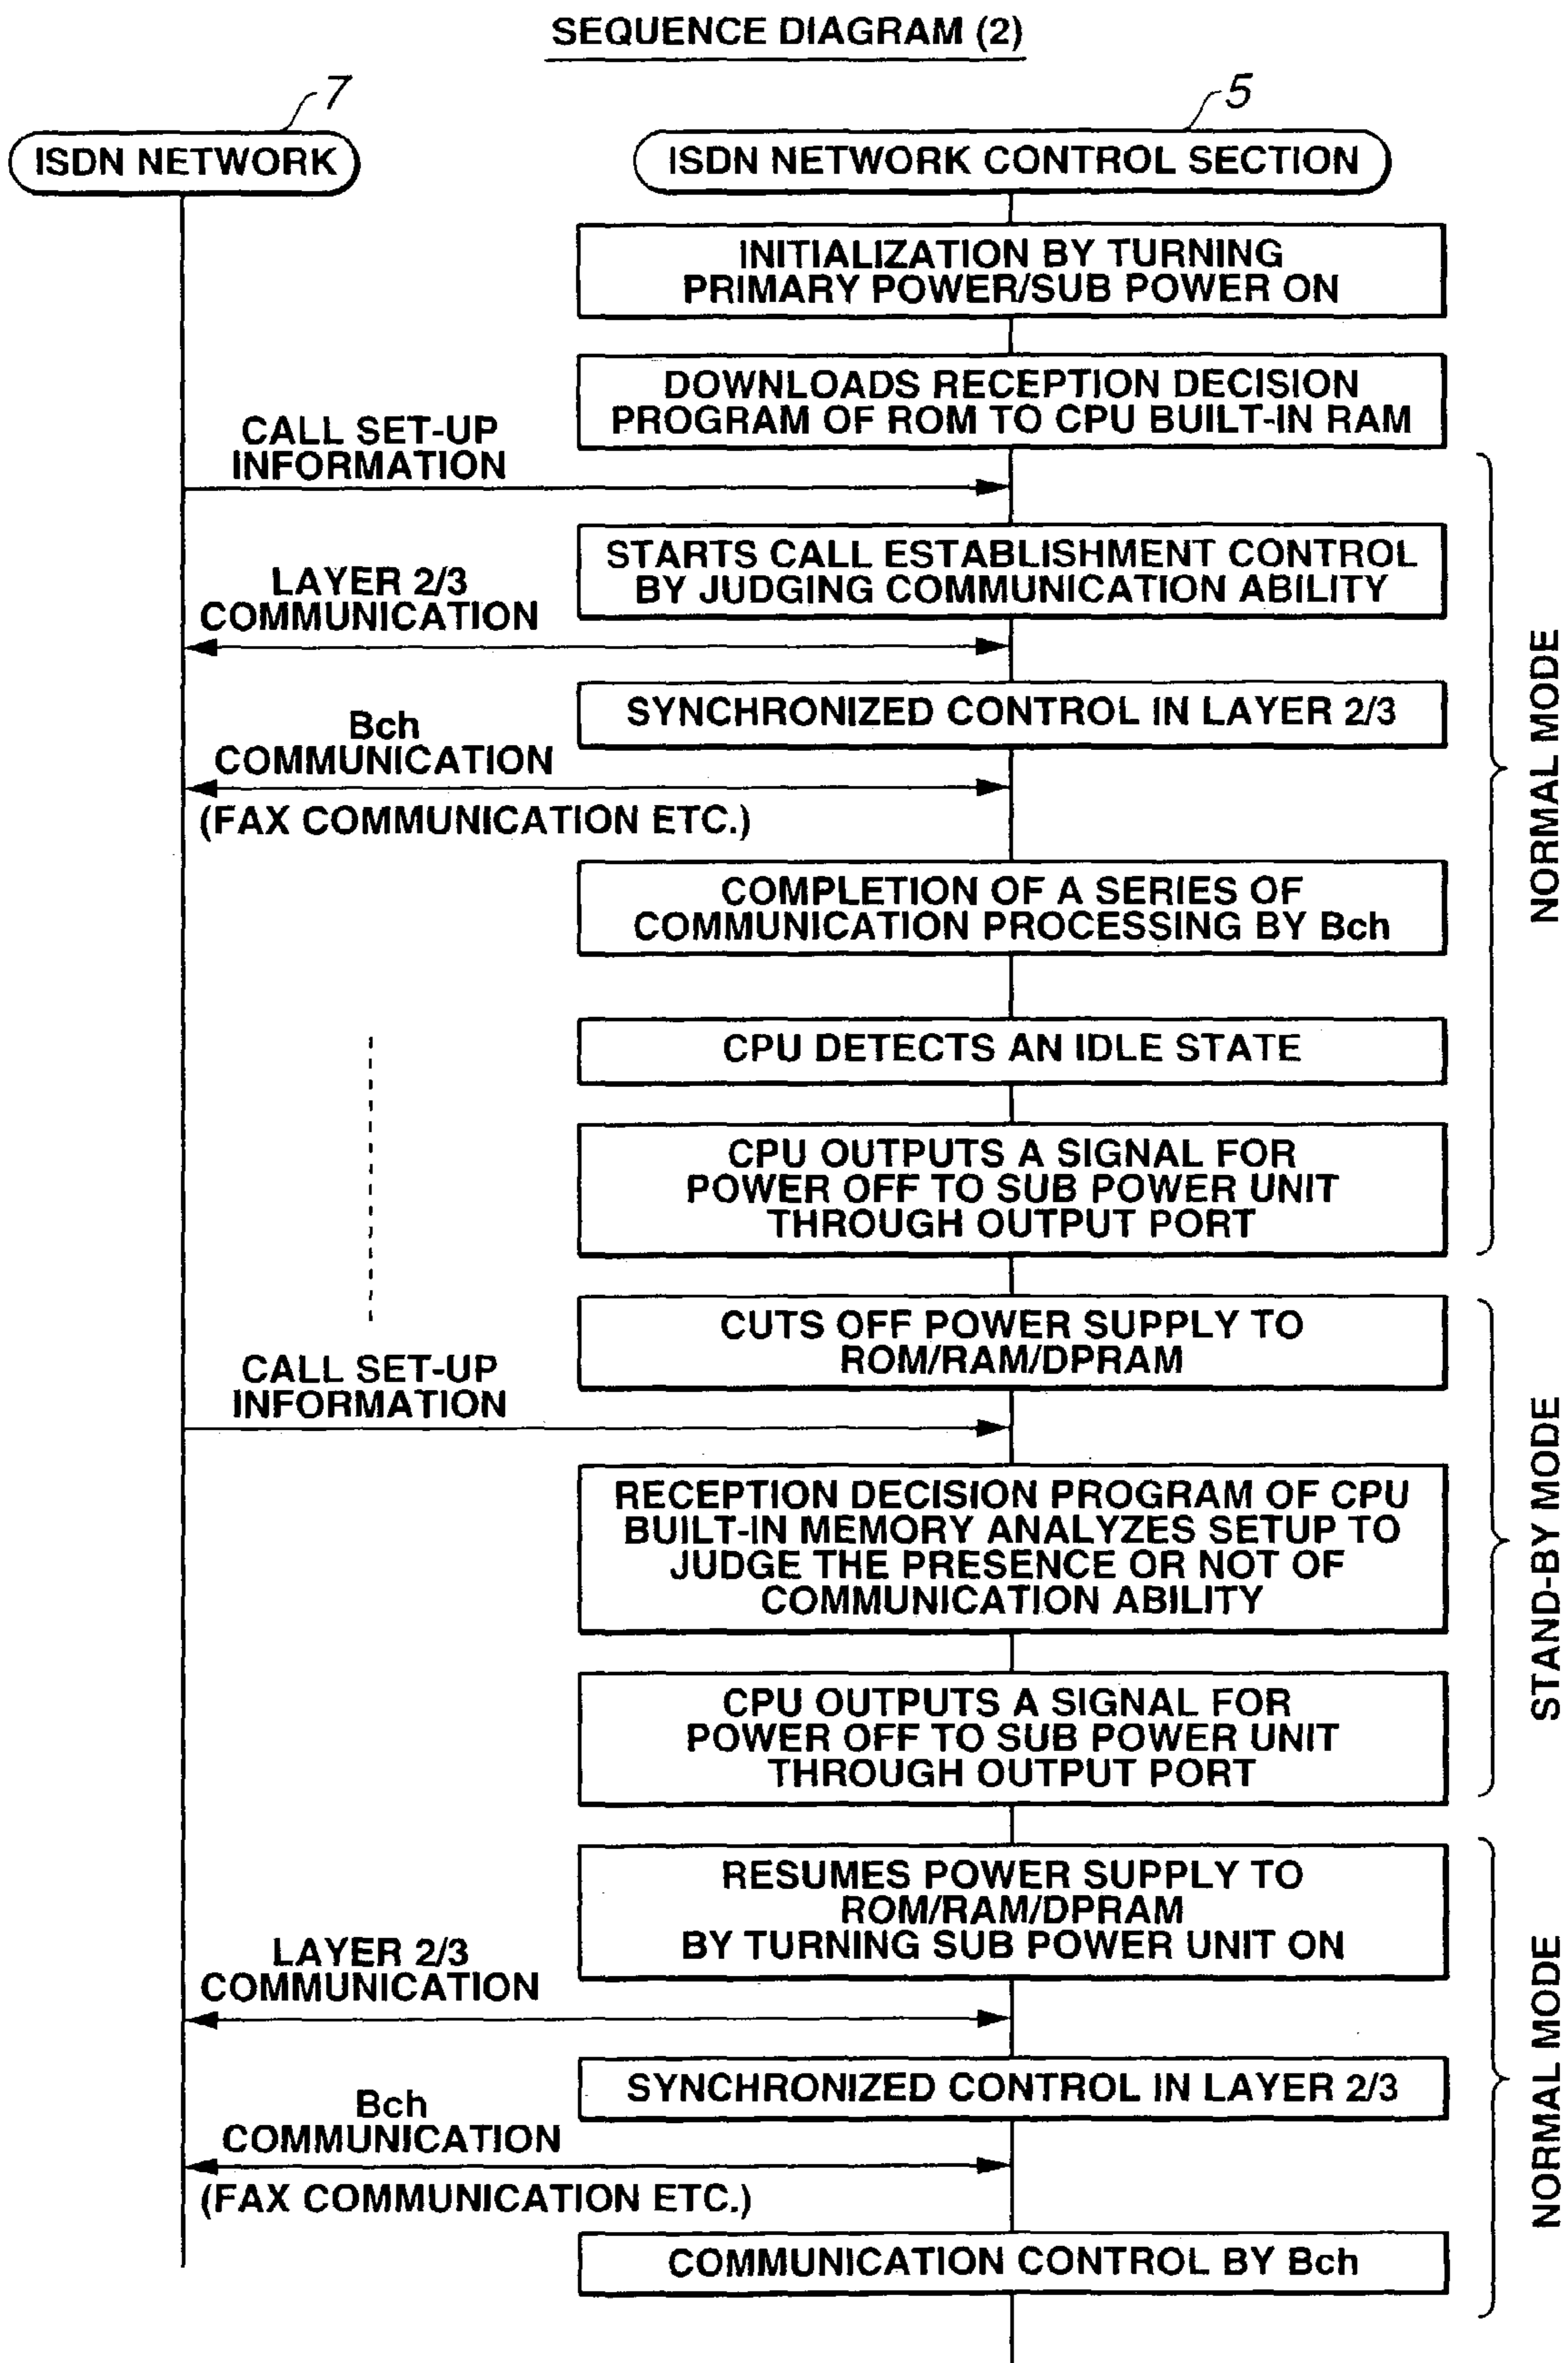 SEQUENCE DIAGRAM (2)
7
5
ISDN NETWORK
ISDN NETWORK CONTROL SECTION
INITIALIZATION BY TURNING
PRIMARY POWER/SUB POWER ON
DOWNLOADS RECEPTION DECISION
PROGRAM OF ROM TO CPU BUILT-IN RAM
CALL SET-UP
INFORMATION
STARTS CALL ESTABLISHMENT CONTROL
BY JUDGING COMMUNICATION ABILITY
LAYER 2/3
COMMUNICATION
SYNCHRONIZED CONTROL IN LAYER 2/3
Bch
COMMUNICATION
(FAX COMMUNICATION ETC.)
COMPLETION OF A SERIES OF
COMMUNICATION PROCESSING BY Bch
CPU DETECTS AN IDLE STATE
CPU OUTPUTS A SIGNAL FOR
POWER OFF TO SUB POWER UNIT
THROUGH OUTPUT PORT
NORMAL MODE
CUTS OFF POWER SUPPLY TO
ROM/RAM/DPRAM
CALL SET-UP
INFORMATION
RECEPTION DECISION PROGRAM OF CPU
BUILT-IN MEMORY ANALYZES SETUP TO
JUDGE THE PRESENCE OR NOT OF
COMMUNICATION ABILITY
CPU OUTPUTS A SIGNAL FOR
POWER OFF TO SUB POWER UNIT
THROUGH OUTPUT PORT
STAND-BY MODE
RESUMES POWER SUPPLY TO
ROM/RAM/DPRAM
BY TURNING SUB POWER UNIT ON
LAYER 2/3
COMMUNICATION
SYNCHRONIZED CONTROL IN LAYER 2/3
Bch
COMMUNICATION
(FAX COMMUNICATION ETC.)
COMMUNICATION CONTROL BY Bch
NORMAL MODE